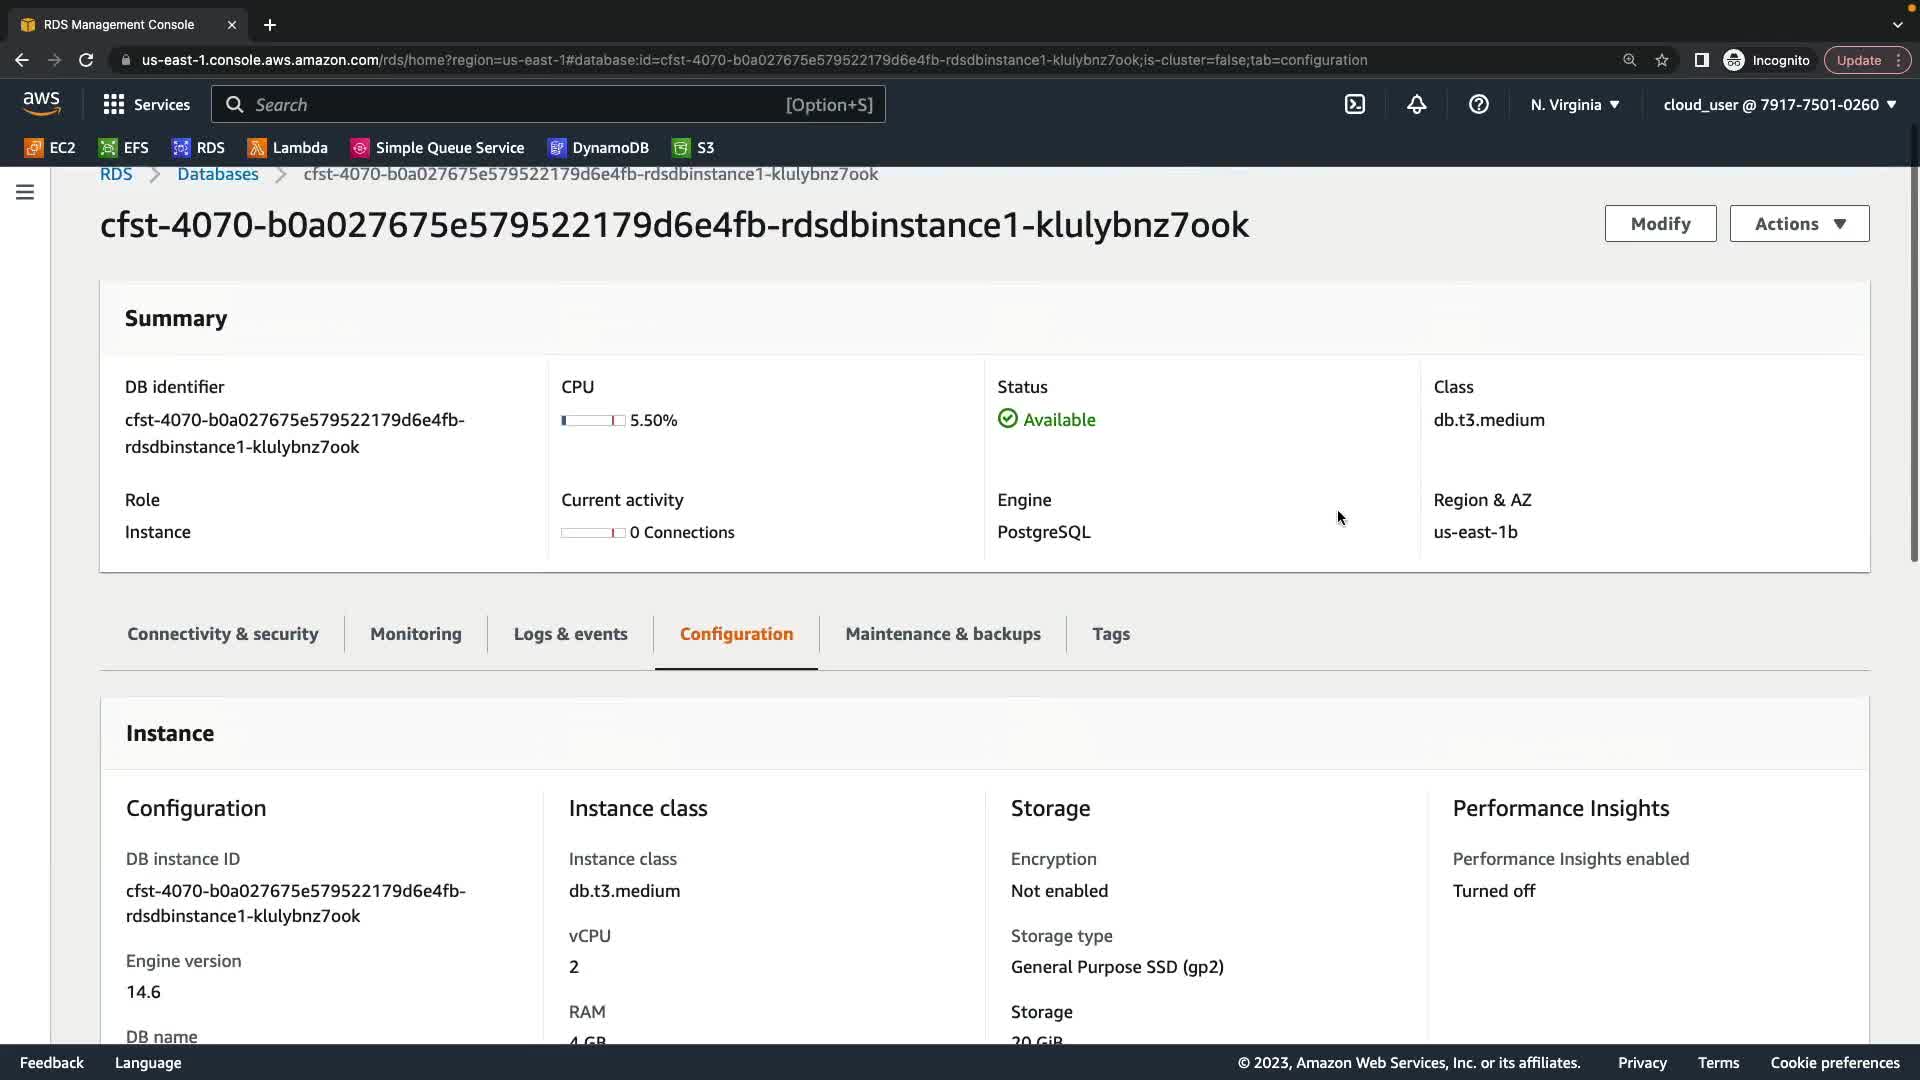 RDS Management Console
us-east-1.console.aws.amazon.com/rds/home?region=us-east-1#database:id=cfst-4070-b0a027675e579522179d6e4fb-rdsdbinstance1-klulybnz7ook;is-cluster=false;tab=configuration
Incognito
Update
aws
Services
Search
[Option+S]
N. Virginia
cloud_user @ 7917-7501-0260
EC2
EFS
RDS
Lambda
Simple Queue Service
DynamoDB
S3
RDS
Databases
cfst-4070-b0a027675e579522179d6e4fb-rdsdbinstance1-klulybnz7ook
cfst-4070-b0a027675e579522179d6e4fb-rdsdbinstance1-klulybnz7ook
Modify
Actions
Summary
DB identifier
cfst-4070-b0a027675e579522179d6e4fb-
rdsdbinstance1-klulybnz7ook
CPU
5.50%
Status
Available
Class
db.t3.medium
Role
Instance
Current activity
0 Connections
Engine
PostgreSQL
Region & AZ
us-east-1b
Connectivity & security
Monitoring
Logs & events
Configuration
Maintenance & backups
Tags
Instance
Configuration
DB instance ID
cfst-4070-b0a027675e579522179d6e4fb-
rdsdbinstance1-klulybnz7ook
Engine version
14.6
DB name
Instance class
Instance class
db.t3.medium
vCPU
2
RAM
4 GB
Storage
Encryption
Not enabled
Storage type
General Purpose SSD (gp2)
Storage
20 GiB
Performance Insights
Performance Insights enabled
Turned off
Feedback
Language
© 2023, Amazon Web Services, Inc. or its affiliates.
Privacy
Terms
Cookie preferences